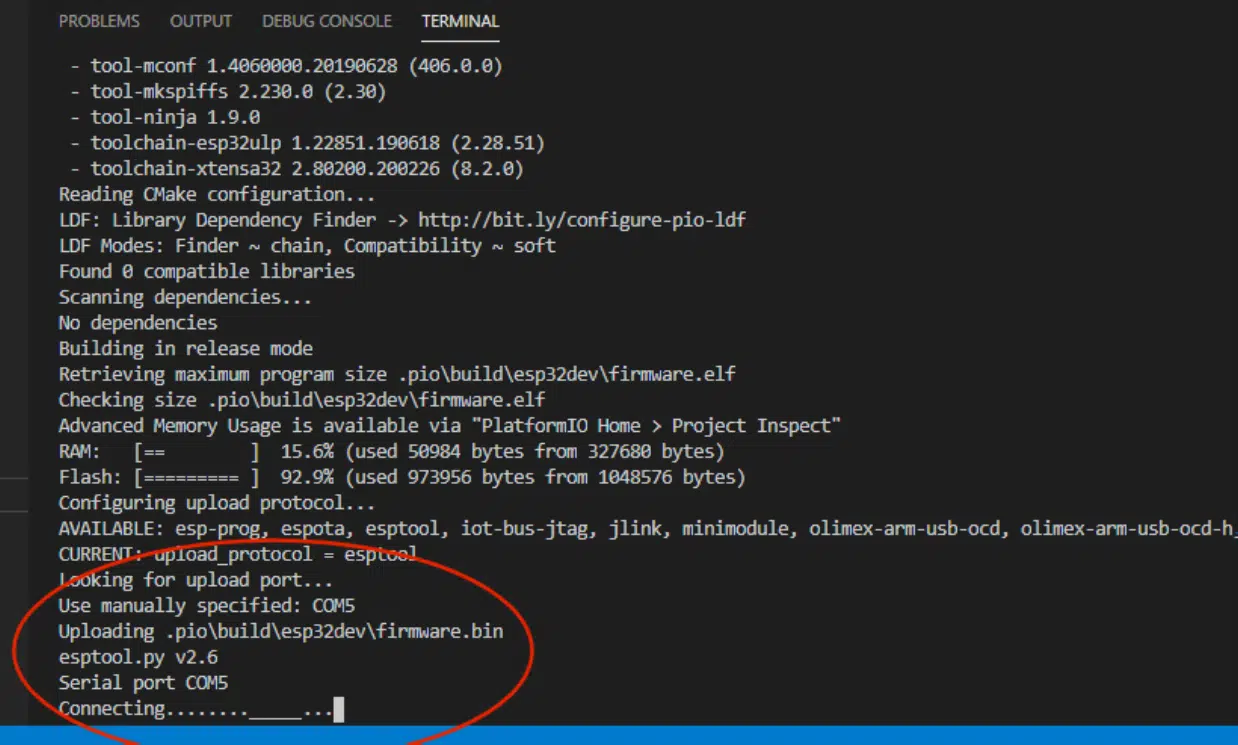 PROBLEMS OUTPUT DEBUG CONSOLE TERMINAL
- tool-mconf 1.4060000.20190628 (406.0.0)
- tool-mkspiffs 2.230.0 (2.30)
- tool-ninja 1.9.0
- toolchain-esp32ulp 1.22851.190618 (2.28.51)
- toolchain-xtensa32 2.80200.200226 (8.2.0)
Reading CMake configuration...
LDF: Library Dependency Finder -> http://bit.ly/configure-pio-ldf
LDF Modes: Finder ~ chain, Compatibility ~ soft
Found 0 compatible libraries
Scanning dependencies...
No dependencies
Building in release mode
Retrieving maximum program size .pio\build\esp32dev\firmware.elf
Checking size .pio\build\esp32dev\firmware.elf
Advanced Memory Usage is available via "PlatformIO Home > Project Inspect"
RAM:   [==        ]  15.6% (used 50984 bytes from 327680 bytes)
Flash: [========= ]  92.9% (used 973956 bytes from 1048576 bytes)
Configuring upload protocol...
AVAILABLE: esp-prog, espota, esptool, iot-bus-jtag, jlink, minimodule, olimex-arm-usb-ocd, olimex-arm-usb-ocd-h_
CURRENT: upload_protocol = esptool
Looking for upload port...
Use manually specified: COM5
Uploading .pio\build\esp32dev\firmware.bin
esptool.py v2.6
Serial port COM5
Connecting........_____...